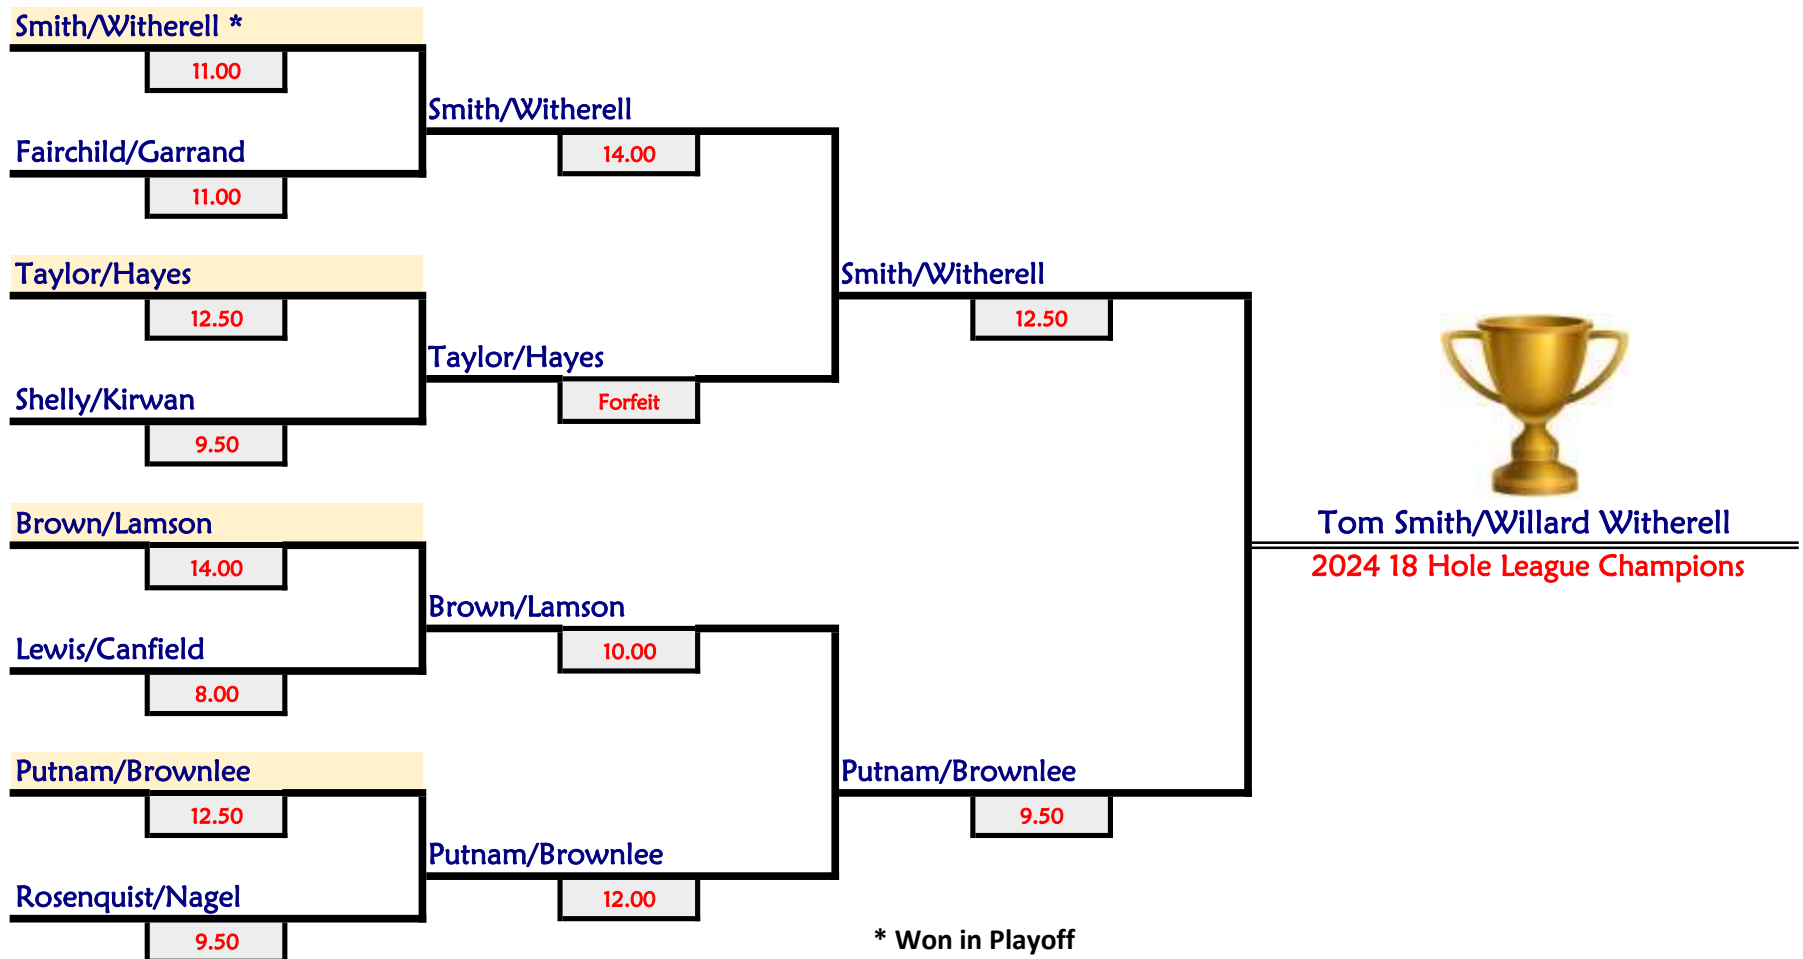 Smith/Witherell *
11.00
Fairchild/Garrand
11.00
Taylor/Hayes
12.50
Shelly/Kirwan
9.50
Brown/Lamson
14.00
Lewis/Canfield
8.00
Putnam/Brownlee
12.50
Rosenquist/Nagel
9.50
Smith/Witherell
14.00
Taylor/Hayes
Forfeit
Brown/Lamson
10.00
Putnam/Brownlee
12.00
Smith/Witherell
12.50
Putnam/Brownlee
9.50
Tom Smith/Willard Witherell
2024 18 Hole League Champions
* Won in Playoff